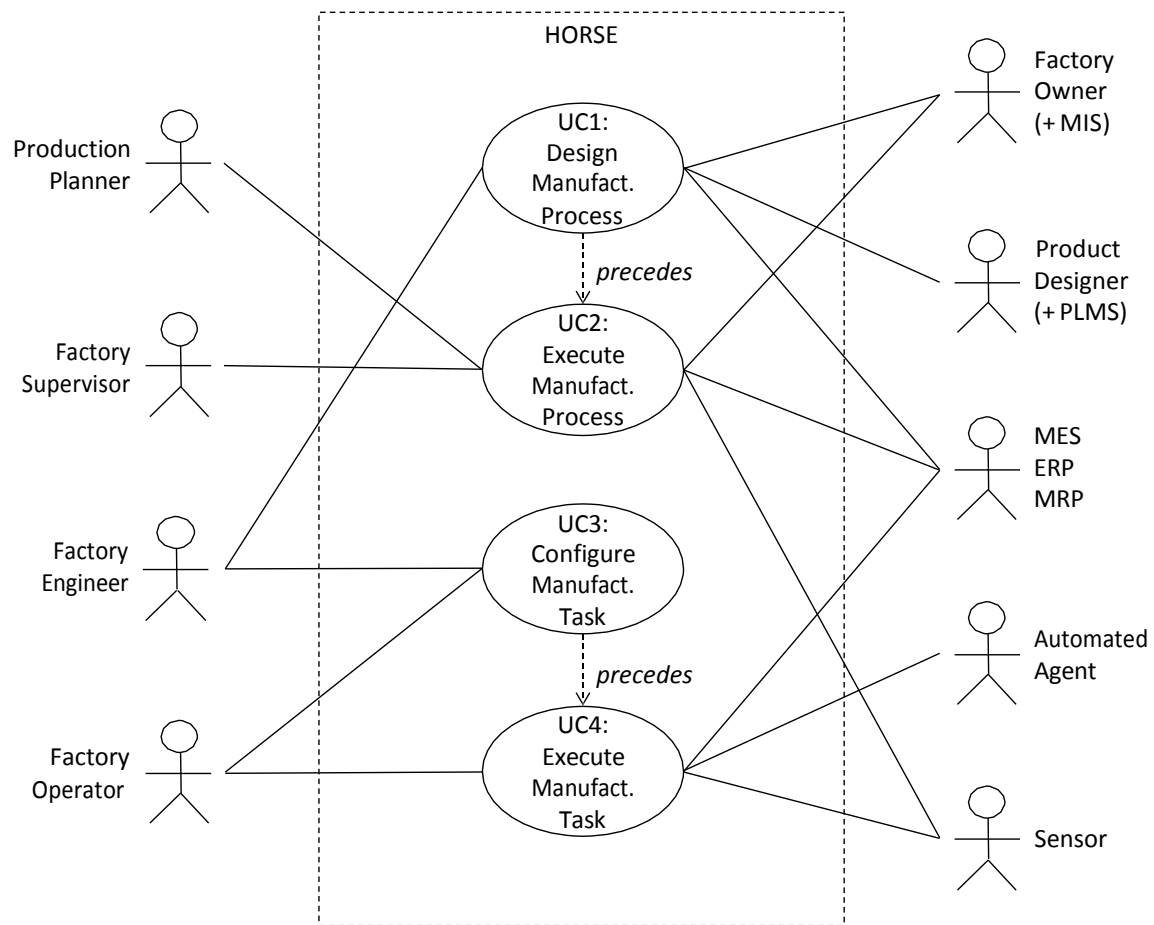 HORSE
Production
Planner
Factory
Supervisor
Factory
Engineer
Factory
Operator
UC1:
Design
Manufact.
Process
precedes
UC2:
Execute
Manufact.
Process
UC3:
Configure
Manufact.
Task
precedes
UC4:
Execute
Manufact.
Task
Factory
Owner
(+ MIS)
Product
Designer
(+ PLMS)
MES
ERP
MRP
Automated
Agent
Sensor